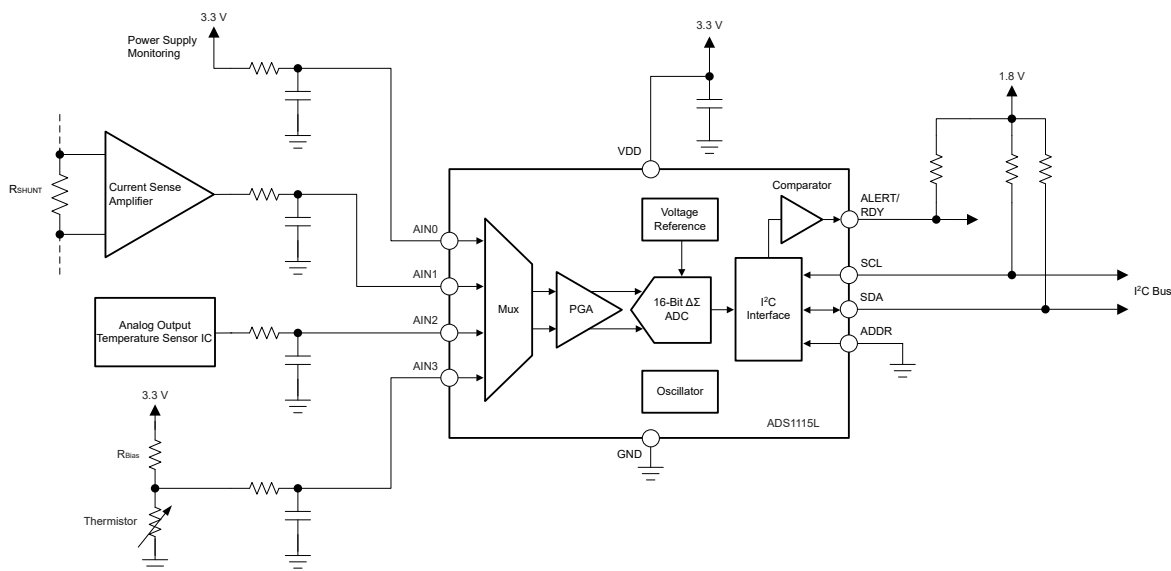 3.3 V
Power Supply
Monitoring
3.3 V
1.8 V
RSHUNT
Current Sense
Amplifier
VDD
Comparator
ALERT/
RDY
Voltage
Reference
AIN0
AIN1
SCL
Mux
PGA
16-Bit ΔΣ
ADC
I²C
Interface
I²C Bus
SDA
Analog Output
Temperature Sensor IC
AIN2
ADDR
AIN3
Oscillator
3.3 V
ADS1115L
GND
RBias
Thermistor